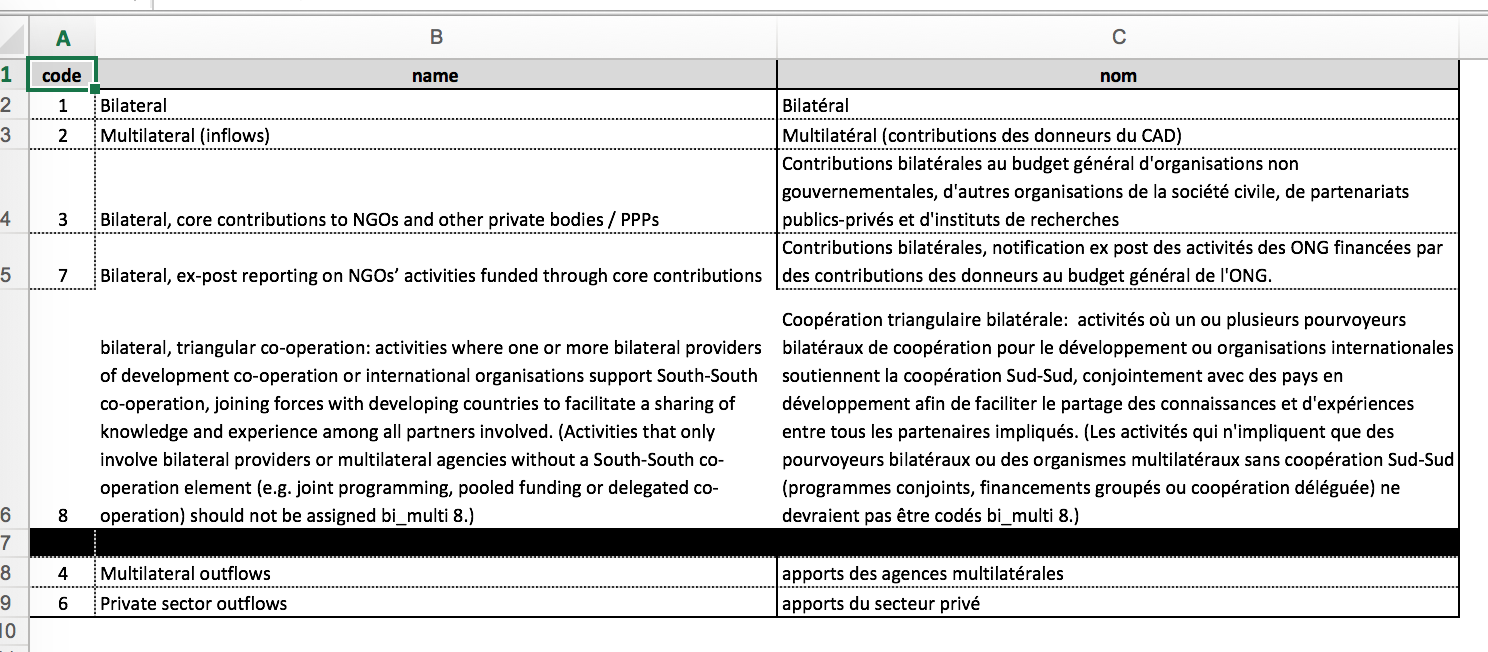 A B C
1 code name nom
2 1 Bilateral Bilatéral
3 2 Multilateral (inflows) Multilatéral (contributions des donneurs du CAD)
Contributions bilatérales au budget général d'organisations non
gouvernementales, d'autres organisations de la société civile, de partenariats
4 3 Bilateral, core contributions to NGOs and other private bodies / PPPs publics-privés et d'instituts de recherches
Contributions bilatérales, notification ex post des activités des ONG financées par
5 7 Bilateral, ex-post reporting on NGOs’ activities funded through core contributions des contributions des donneurs au budget général de l'ONG.
bilateral, triangular co-operation: activities where one or more bilateral providers
of development co-operation or international organisations support South-South
co-operation, joining forces with developing countries to facilitate a sharing of
knowledge and experience among all partners involved. (Activities that only
involve bilateral providers or multilateral agencies without a South-South co-
operation element (e.g. joint programming, pooled funding or delegated co-
6 8 operation) should not be assigned bi_multi 8.)
Coopération triangulaire bilatérale:  activités où un ou plusieurs pourvoyeurs
bilatéraux de coopération pour le développement ou organisations internationales
soutiennent la coopération Sud-Sud, conjointement avec des pays en
développement afin de faciliter le partage des connaissances et d'expériences
entre tous les partenaires impliqués. (Les activités qui n'impliquent que des
pourvoyeurs bilatéraux ou des organismes multilatéraux sans coopération Sud-Sud
(programmes conjoints, financements groupés ou coopération déléguée) ne
devraient pas être codés bi_multi 8.)
7
8 4 Multilateral outflows apports des agences multilatérales
9 6 Private sector outflows apports du secteur privé
10